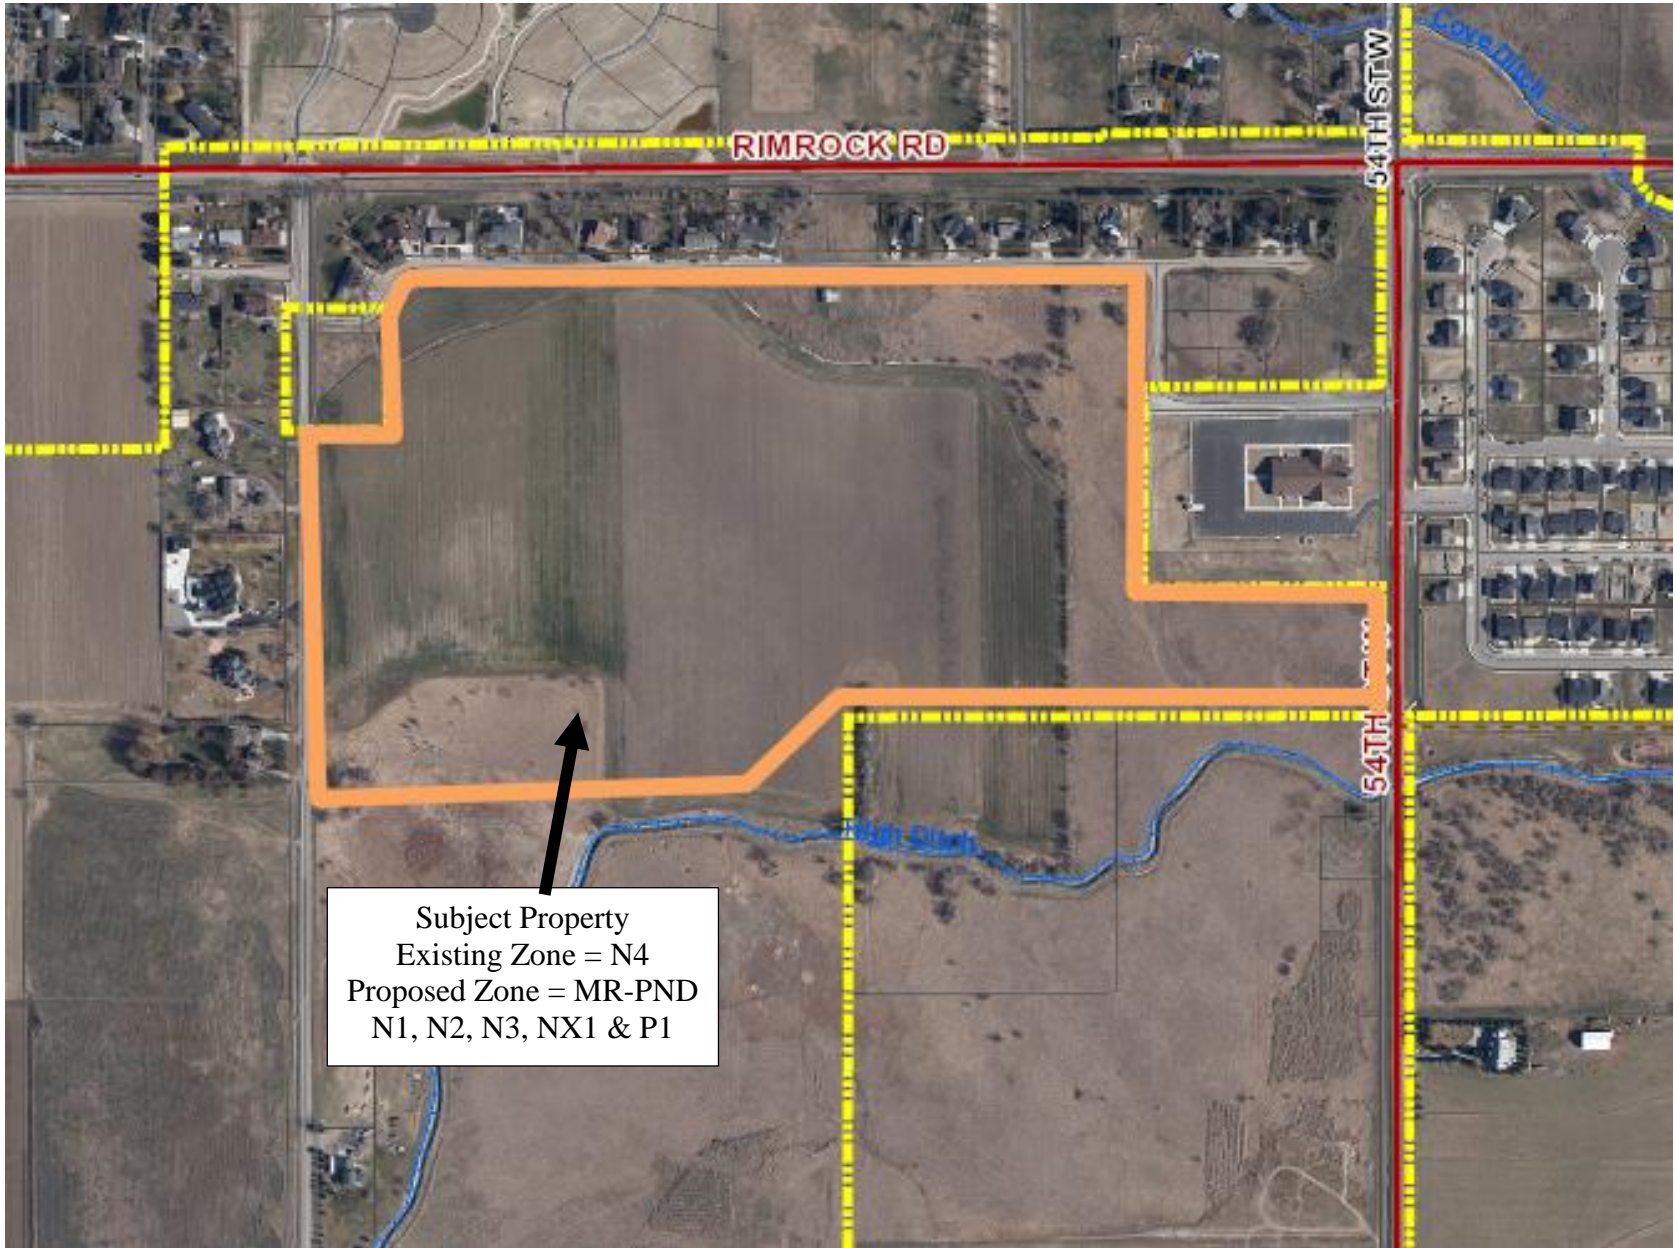 Cove Ditch
54TH ST W
RIMROCK RD
54TH
High Ditch
Subject Property
Existing Zone = N4
Proposed Zone = MR-PND
N1, N2, N3, NX1 & P1